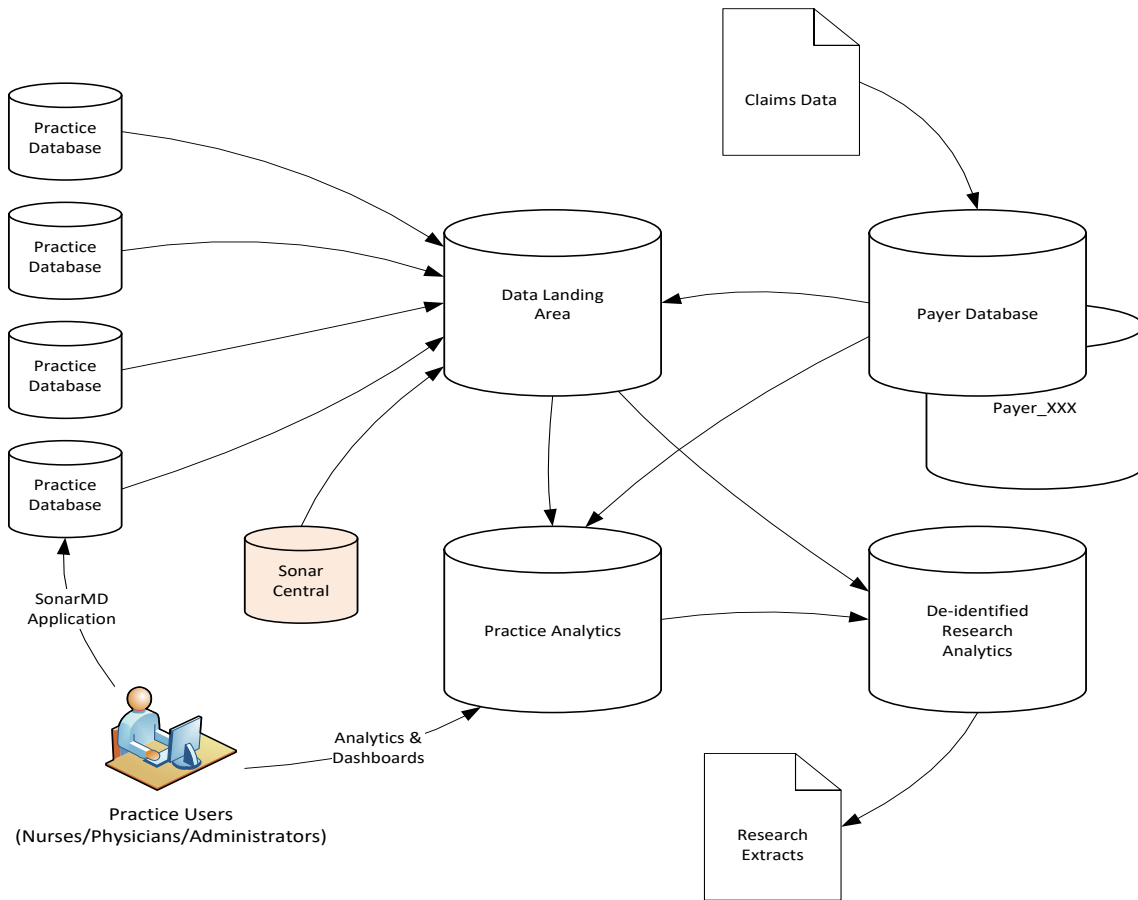 Claims Data
Practice
Database
Practice
Database
Data Landing
Area
Payer Database
Practice
Database
Payer_XXX
Practice
Database
Sonar
Central
SonarMD
Application
Practice Analytics
De-identified
Research
Analytics
Analytics &
Dashboards
Practice Users
(Nurses/Physicians/Administrators)
Research
Extracts